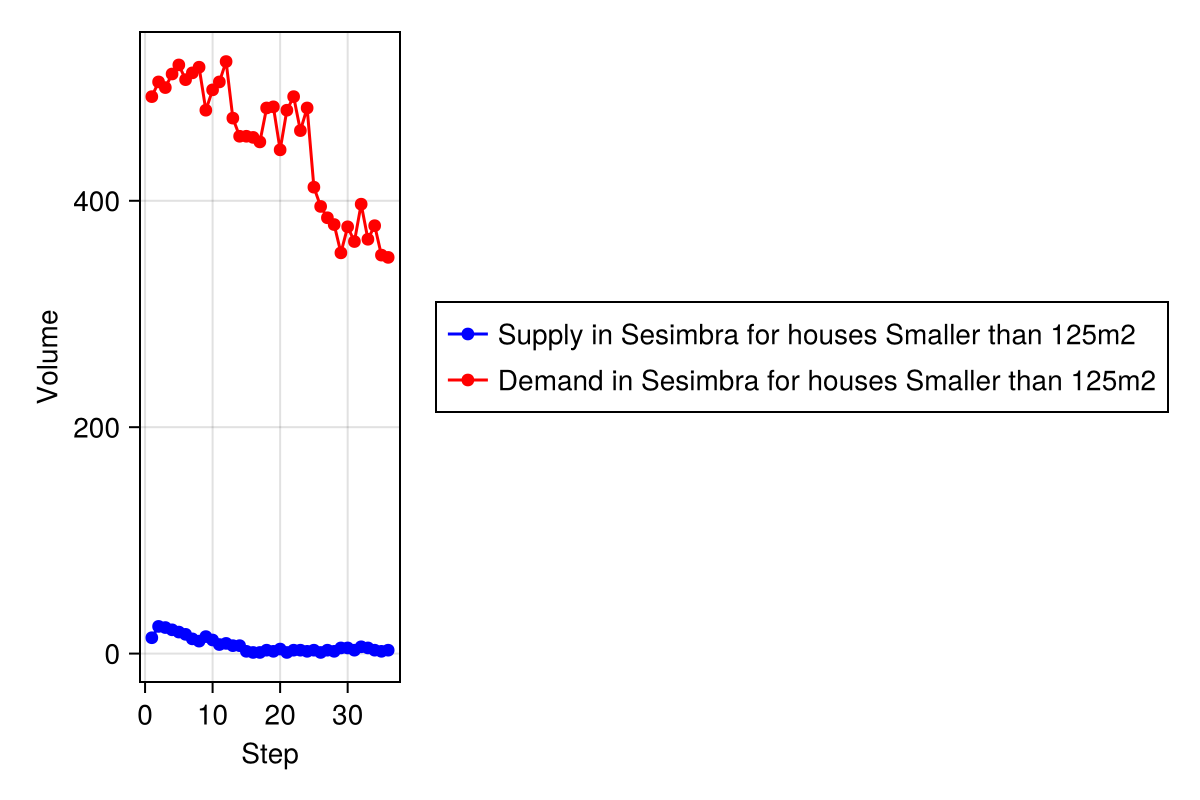 Volume
400
200
0
0 10 20 30
Step
Supply in Sesimbra for houses Smaller than 125m2
Demand in Sesimbra for houses Smaller than 125m2